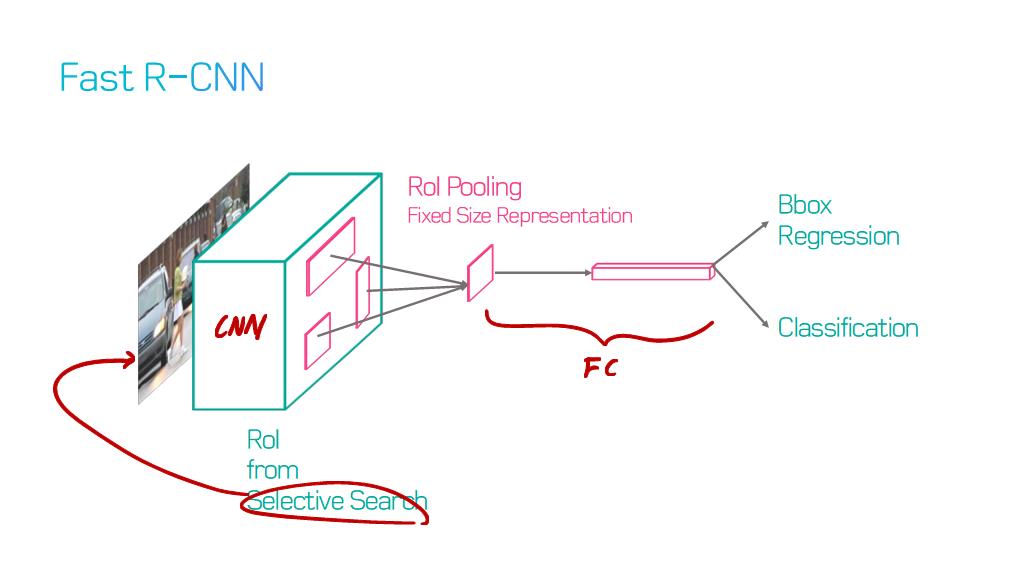 Fast R-CNN
RoI Pooling
Fixed Size Representation
Bbox
Regression
CNN
Classification
FC
RoI
from
Selective Search